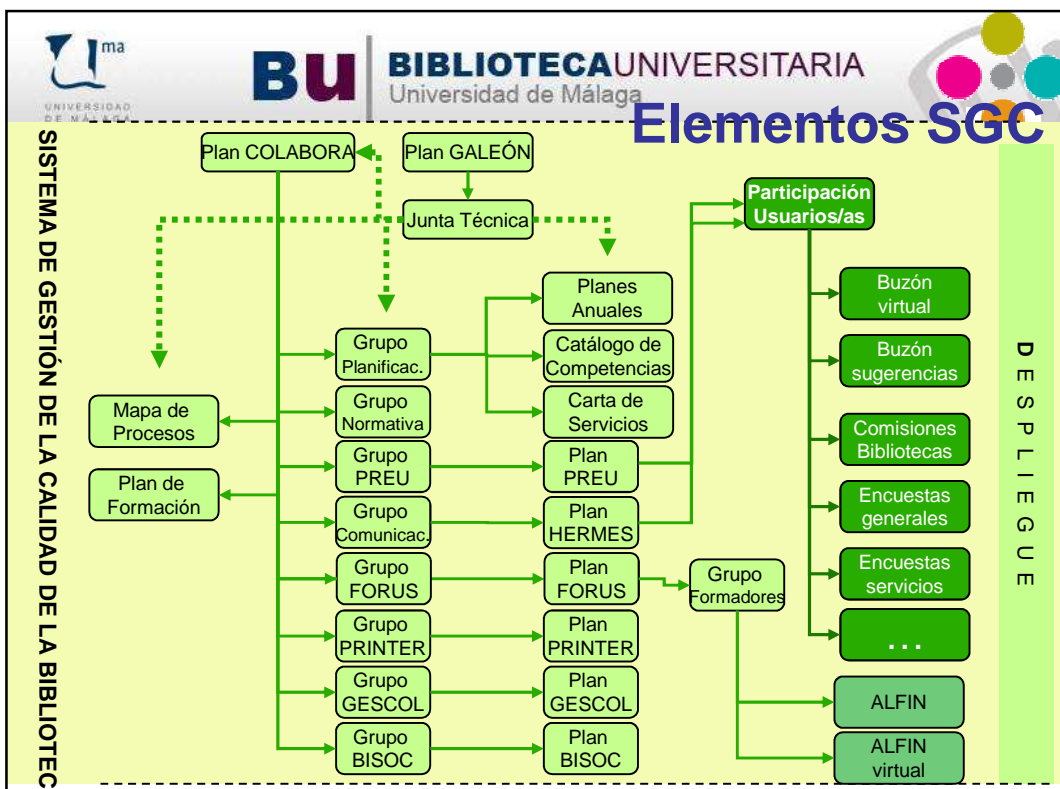 ma
UNIVERSIDAD
DE MÁLAGA
Bu
BIBLIOTECAUNIVERSITARIA
Universidad de Málaga
Elementos SGC
SISTEMA DE GESTIÓN DE LA CALIDAD DE LA BIBLIOTEC
Plan COLABORA
Plan GALEÓN
Junta Técnica
Participación
Usuarios/as
Planes
Anuales
Buzón
virtual
Grupo
Planificac.
Catálogo de
Competencias
Buzón
sugerencias
Mapa de
Procesos
Grupo
Normativa
Carta de
Servicios
Comisiones
Bibliotecas
Plan de
Formación
Grupo
PREU
Plan
PREU
Encuestas
generales
Grupo
Comunicac.
Plan
HERMES
Grupo
FORUS
Plan
FORUS
Grupo
Formadores
Encuestas
servicios
Grupo
PRINTER
Plan
PRINTER
. . .
Grupo
GESCOL
Plan
GESCOL
ALFIN
Grupo
BISOC
Plan
BISOC
ALFIN
virtual
DESPLIEGUE